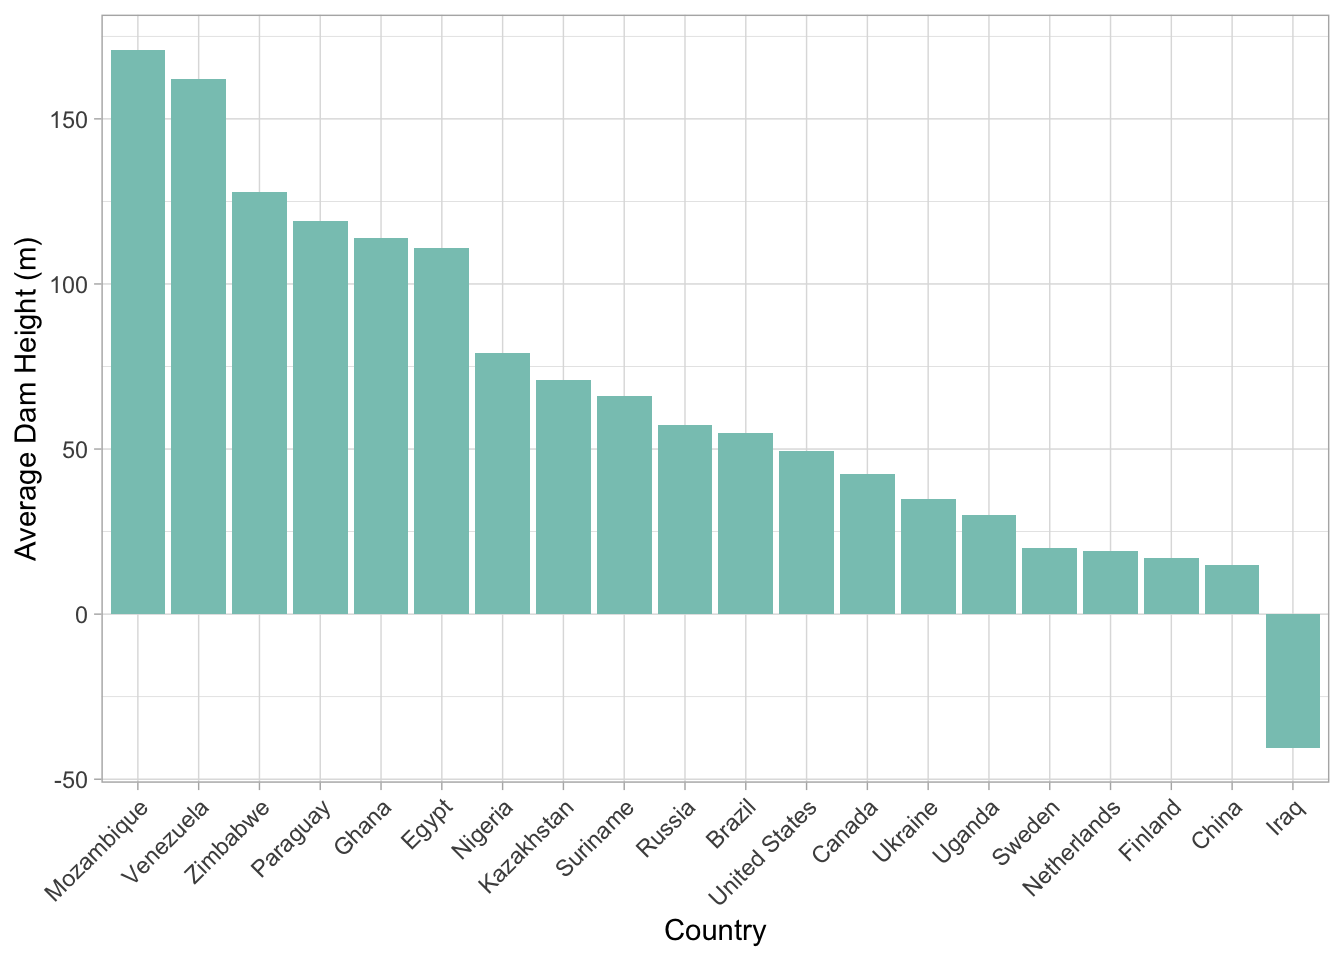 Average Dam Height (m)
150
100
50
0
-50
Mozambique
Venezuela
Zimbabwe
Paraguay
Ghana
Egypt
Nigeria
Kazakhstan
Suriname
Russia
Brazil
United States
Canada
Ukraine
Uganda
Sweden
Netherlands
Finland
China
Iraq
Country